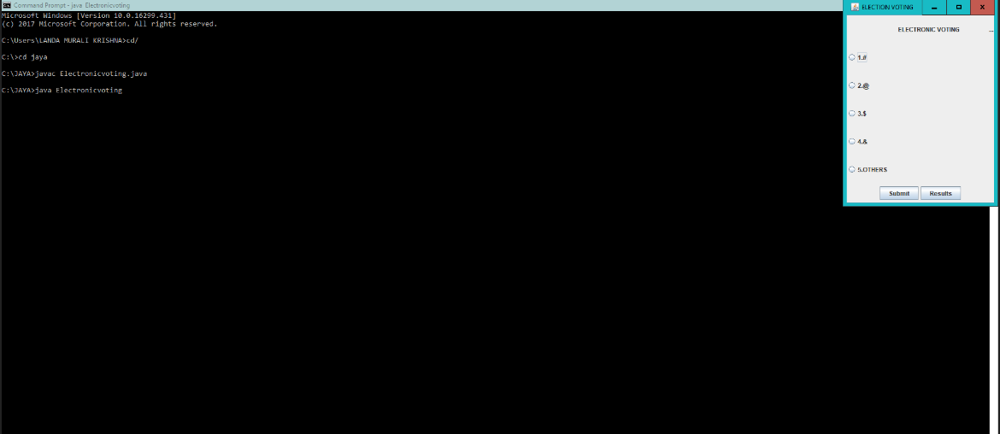 Command Prompt - java Electronicvoting
Microsoft Windows [Version 10.0.16299.431]
(c) 2017 Microsoft Corporation. All rights reserved.
C:\Users\LANDA MURALI KRISHNA>cd/
C:\>cd jaya
C:\JAYA>javac Electronicvoting.java
C:\JAYA>java Electronicvoting
ELECTION VOTING
ELECTRONIC VOTING
...
1.#
2.@
3.$
4.&
5.OTHERS
Submit Results